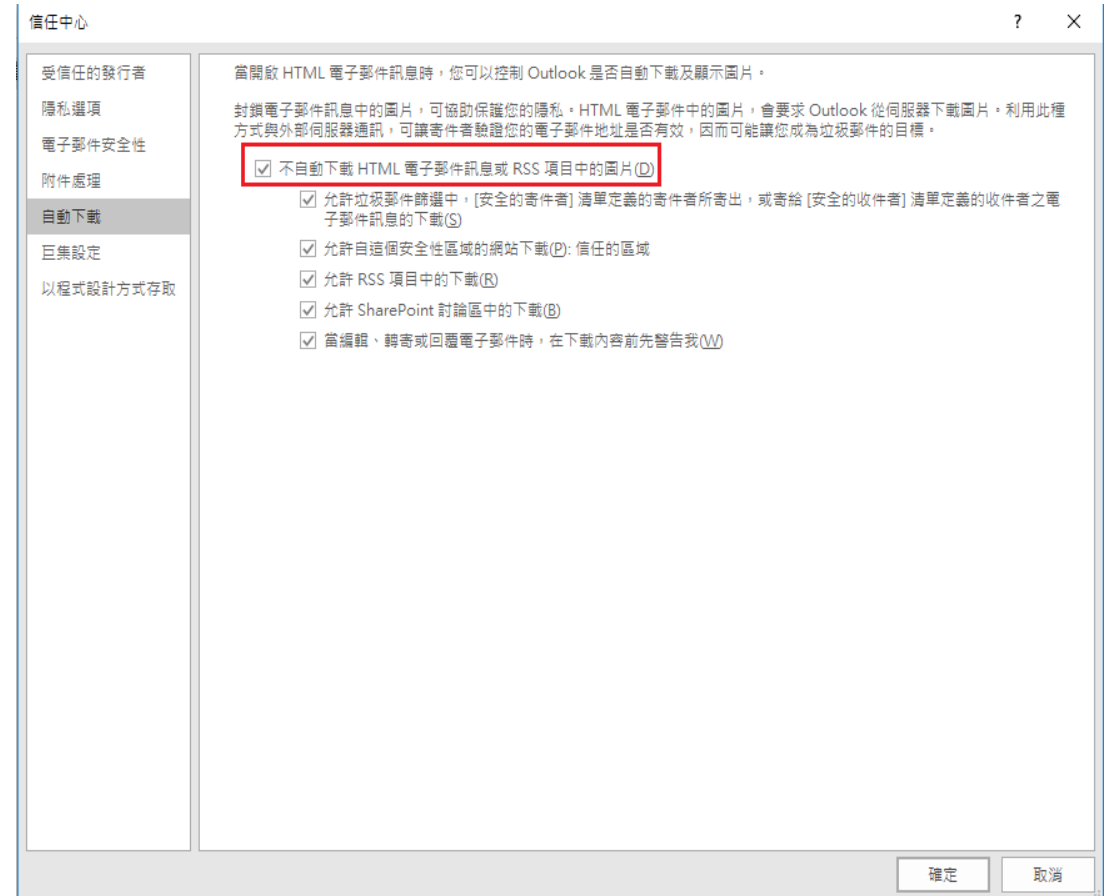 信任中心
?
受信任的發行者
隱私選項
電子郵件安全性
附件處理
自動下載
巨集設定
以程式設計方式存取
當開啟 HTML 電子郵件訊息時，您可以控制 Outlook 是否自動下載及顯示圖片。
封鎖電子郵件訊息中的圖片，可協助保護您的隱私。HTML 電子郵件中的圖片，會要求 Outlook 從伺服器下載圖片。利用此種
方式與外部伺服器通訊，可讓寄件者驗證您的電子郵件地址是否有效，因而可能讓您成為垃圾郵件的目標。
不自動下載 HTML 電子郵件訊息或 RSS 項目中的圖片(D)
允許垃圾郵件篩選中，[安全的寄件者] 清單定義的寄件者所寄出，或寄給 [安全的收件者] 清單定義的收件者之電
子郵件訊息的下載(S)
允許自這個安全性區域的網站下載(P): 信任的區域
允許 RSS 項目中的下載(R)
允許 SharePoint 討論區中的下載(B)
當編輯、轉寄或回覆電子郵件時，在下載內容前先警告我(W)
確定
取消